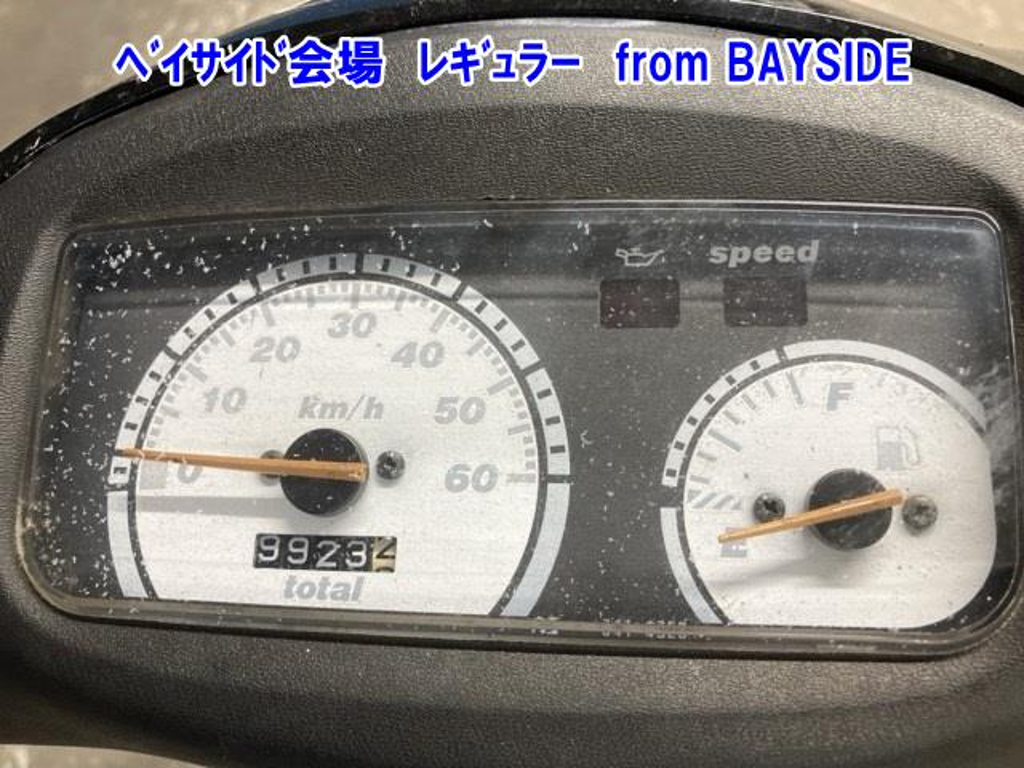 ﾍﾞｲｻｲﾄﾞ会場 ﾚｷﾞｭﾗｰ from BAYSIDE
speed
30
20
40
10
km/h
50
0
60
F
E
9923
total